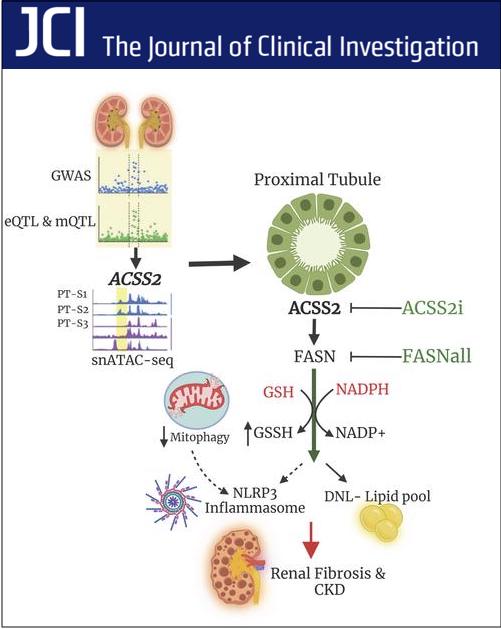 JCI The Journal of Clinical Investigation
GWAS
eQTL & mQTL
ACSS2
PT-S1
PT-S2
PT-S3
snATAC-seq
Proximal Tubule
ACSS2
ACSS2i
FASN
FASNall
GSH
NADPH
GSSH
NADP+
Mitophagy
NLRP3
Inflammasome
DNL- Lipid pool
Renal Fibrosis &
CKD